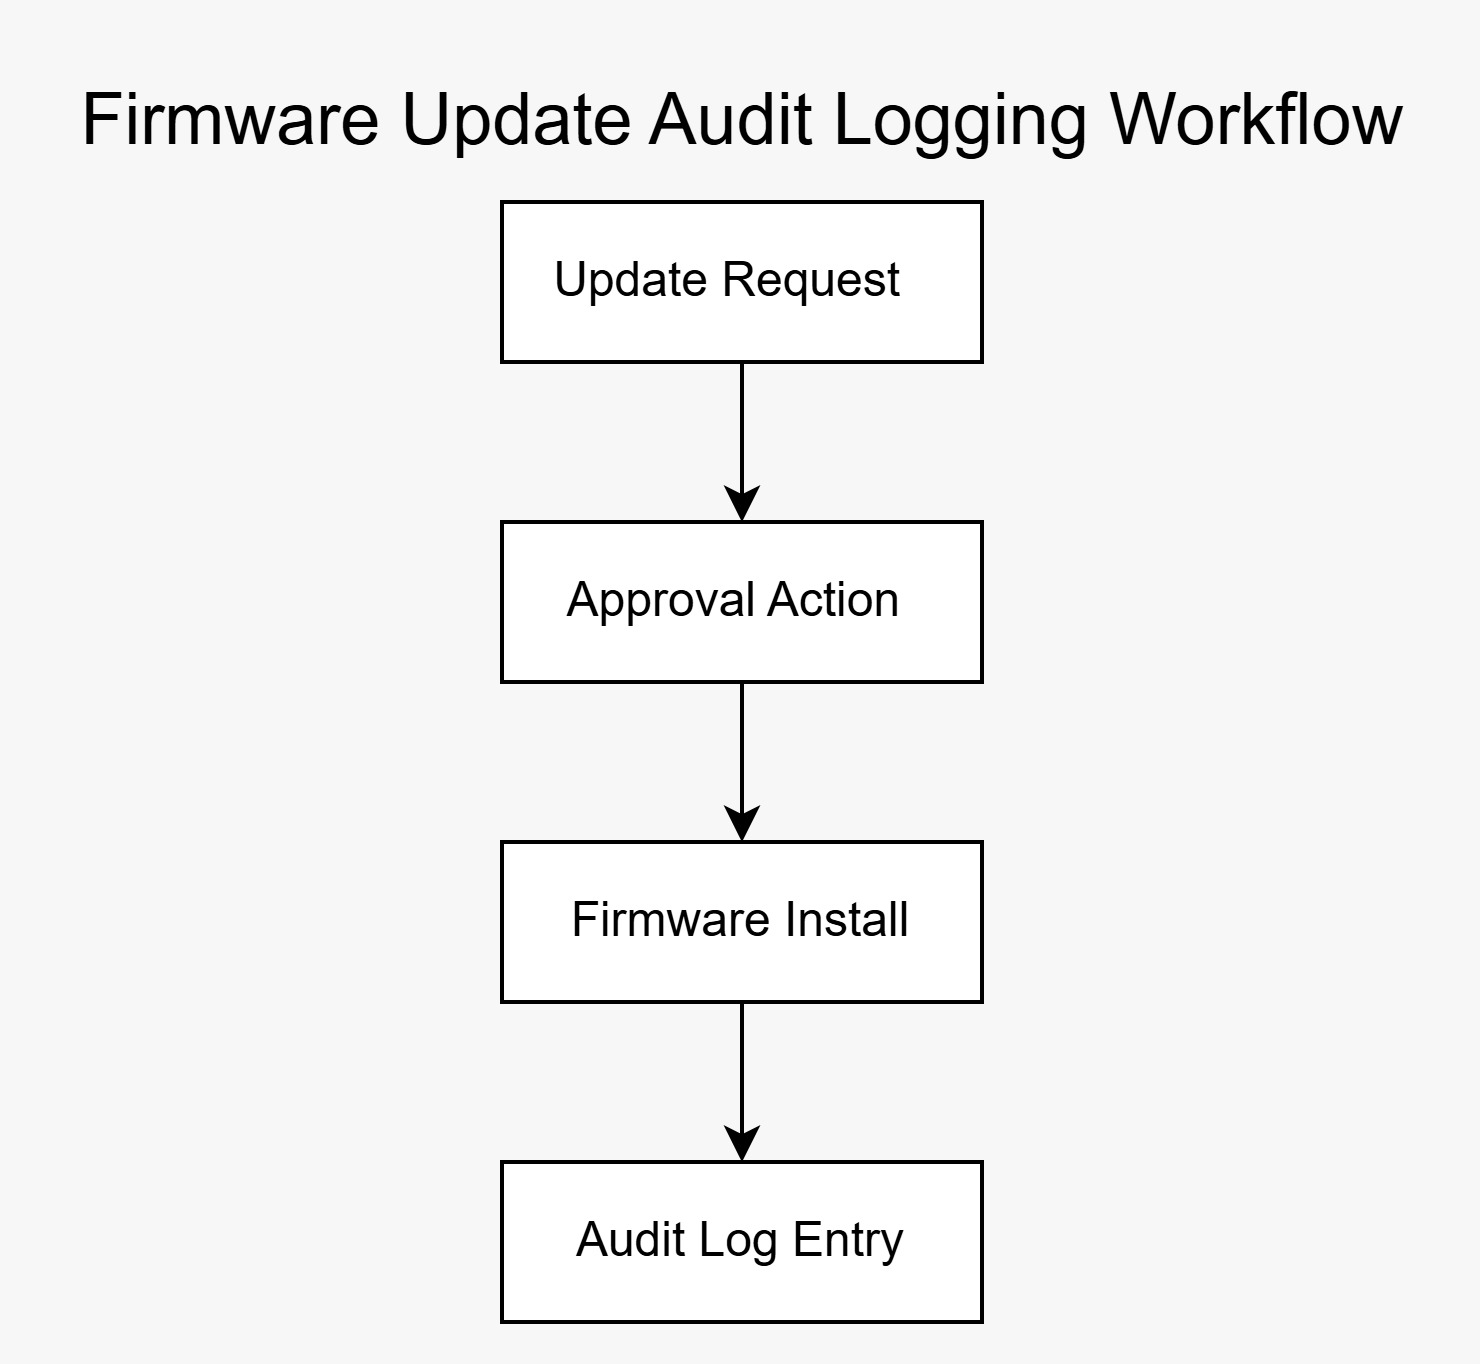 Firmware Update Audit Logging Workflow
Update Request
Approval Action
Firmware Install
Audit Log Entry